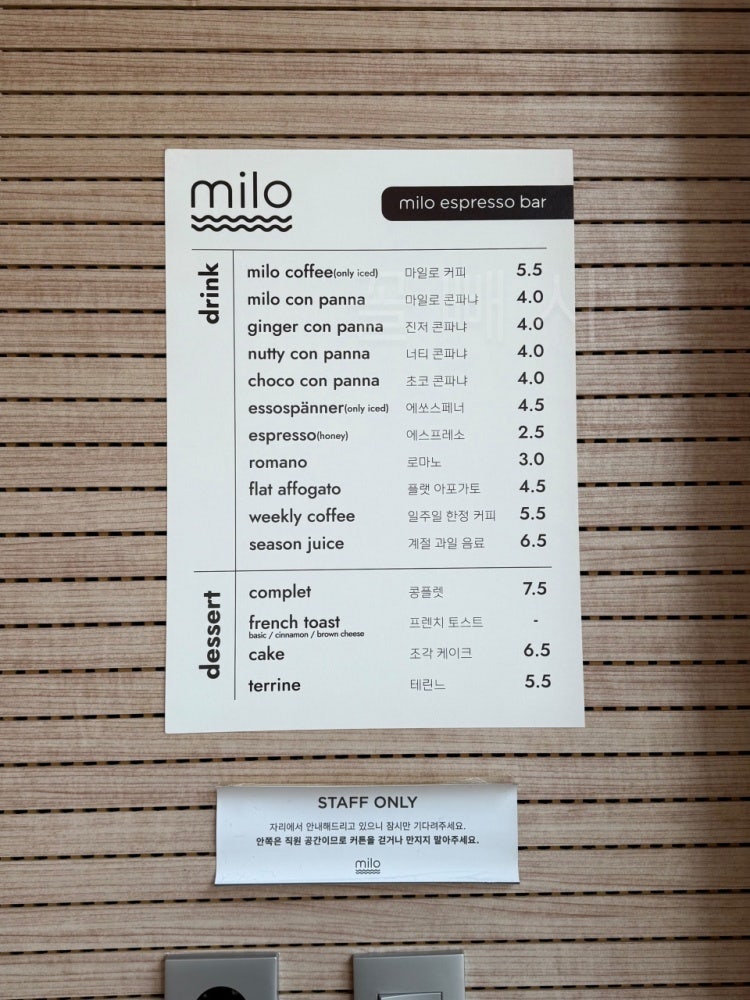 milo
milo espresso bar
drink
milo coffee(only iced) 마일로 커피 5.5
milo con panna 마일로 콘파냐 4.0
ginger con panna 진저 콘파냐 4.0
nutty con panna 너티 콘파냐 4.0
choco con panna 초코 콘파냐 4.0
essospänner(only iced) 에쏘스페너 4.5
espresso(honey) 에스프레소 2.5
romano 로마노 3.0
flat affogato 플랫 아포가토 4.5
weekly coffee 일주일 한정 커피 5.5
season juice 계절 과일 음료 6.5
dessert
complet 콩플렛 7.5
french toast 프렌치 토스트 -
basic / cinnamon / brown cheese
cake 조각 케이크 6.5
terrine 테린느 5.5
STAFF ONLY
자리에서 안내해드리고 있으니 잠시만 기다려주세요.
안쪽은 직원 공간이므로 커튼을 걷거나 만지지 말아주세요.
milo